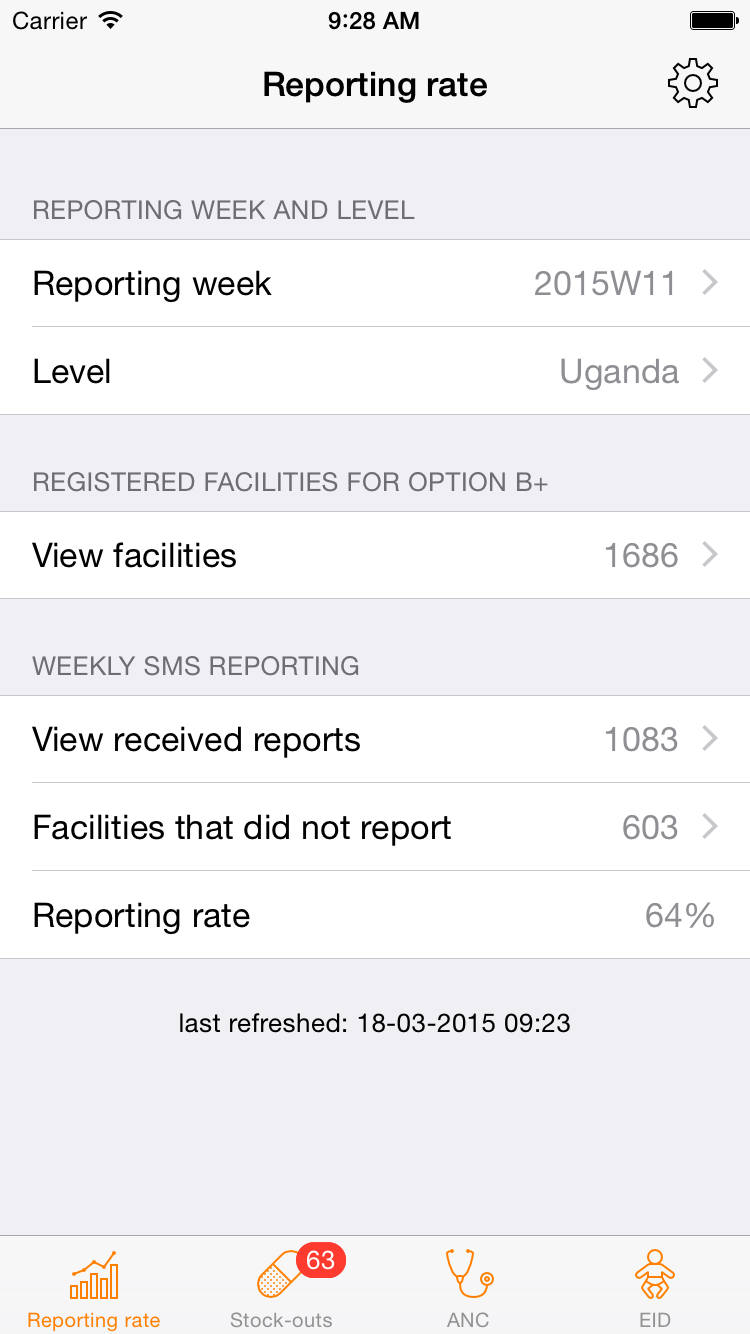 Carrier 9:28 AM
Reporting rate
REPORTING WEEK AND LEVEL
Reporting week 2015W11
Level Uganda
REGISTERED FACILITIES FOR OPTION B+
View facilities 1686
WEEKLY SMS REPORTING
View received reports 1083
Facilities that did not report 603
Reporting rate 64%
last refreshed: 18-03-2015 09:23
63
Reporting rate Stock-outs ANC EID